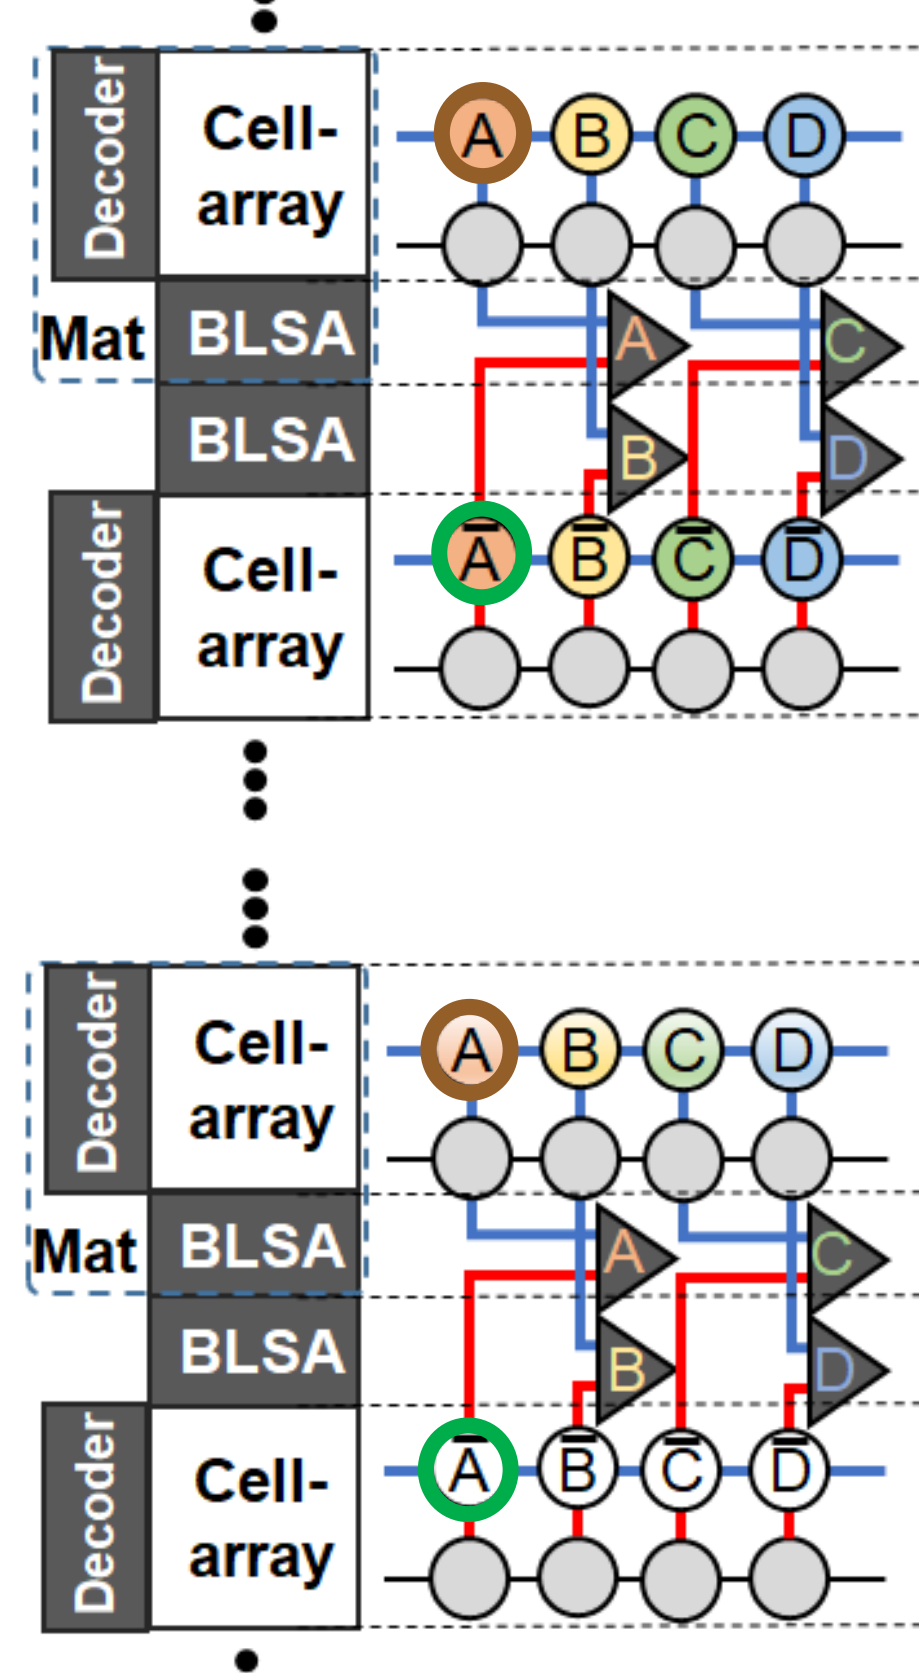 Decoder
Cell-
array
A B C D
Mat
BLSA
A C
BLSA
B D
Decoder
Cell-
array
A̅ B̅ C̅ D̅
Decoder
Cell-
array
A B C D
Mat
BLSA
A C
BLSA
B D
Decoder
Cell-
array
A̅ B̅ C̅ D̅